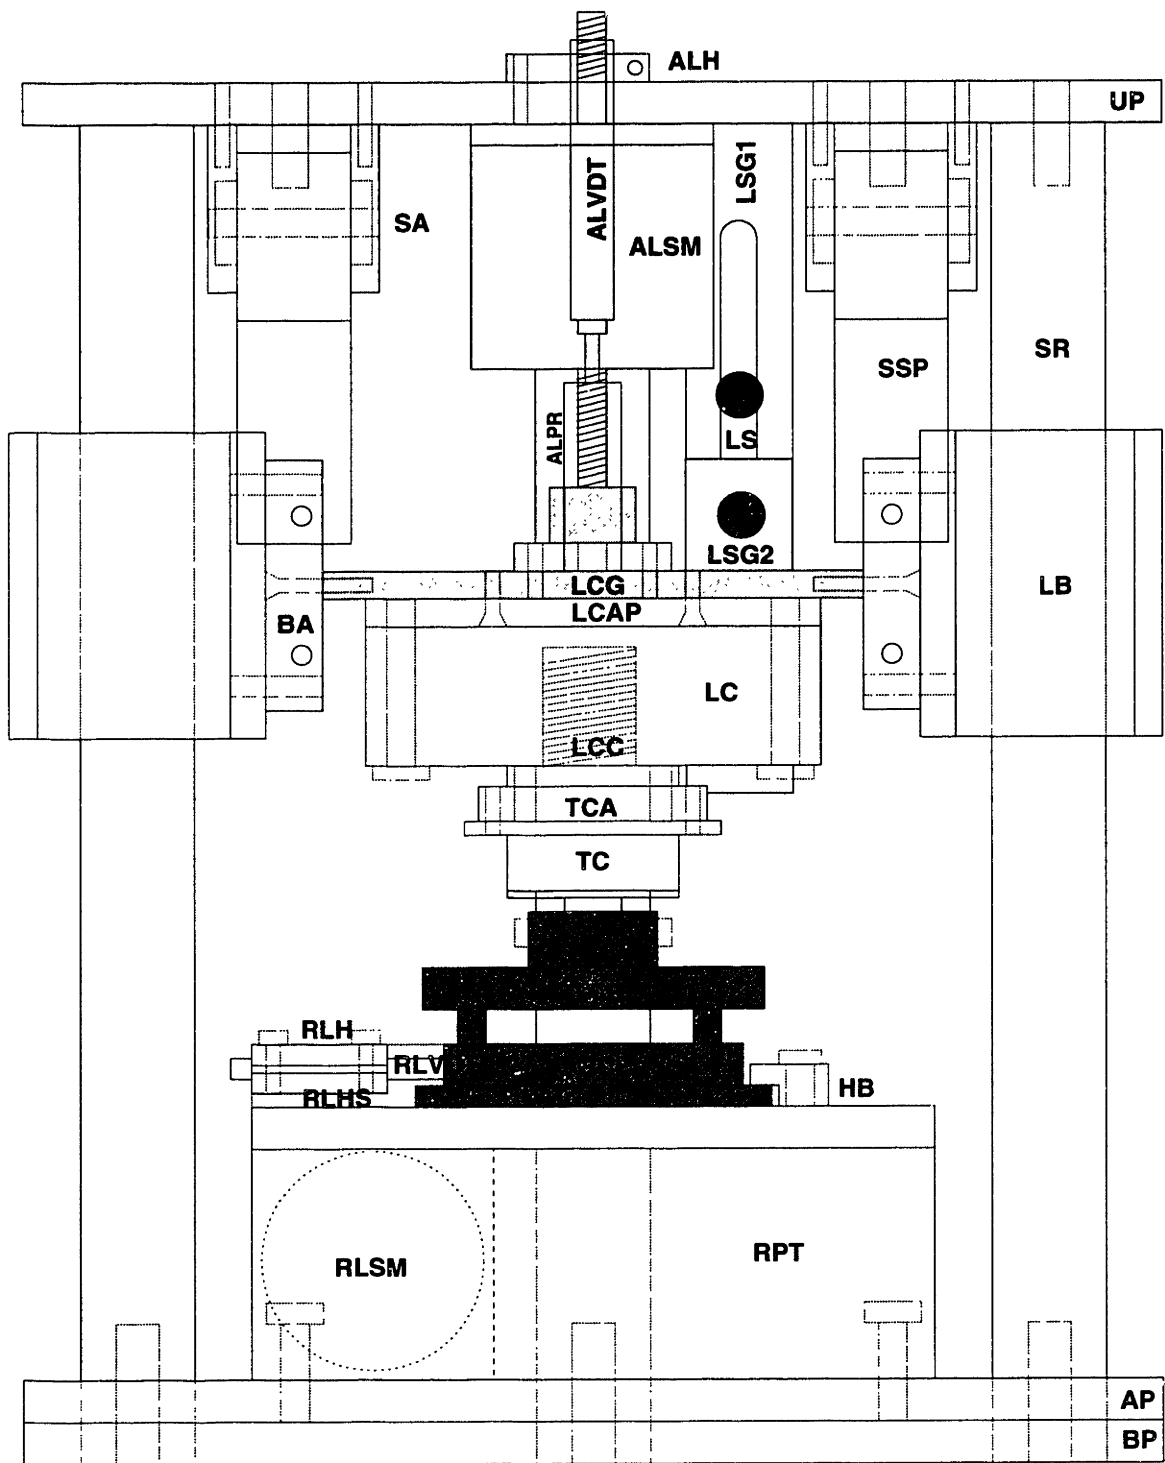 ALH
UP
LSG1
ALVDT
SA
ALSM
SR
SSP
ALPR
LS
LSG2
LCG
LB
LCAP
BA
LC
LCC
TCA
TC
RLH
RLV
HB
RLHS
RPT
RLSM
AP
BP